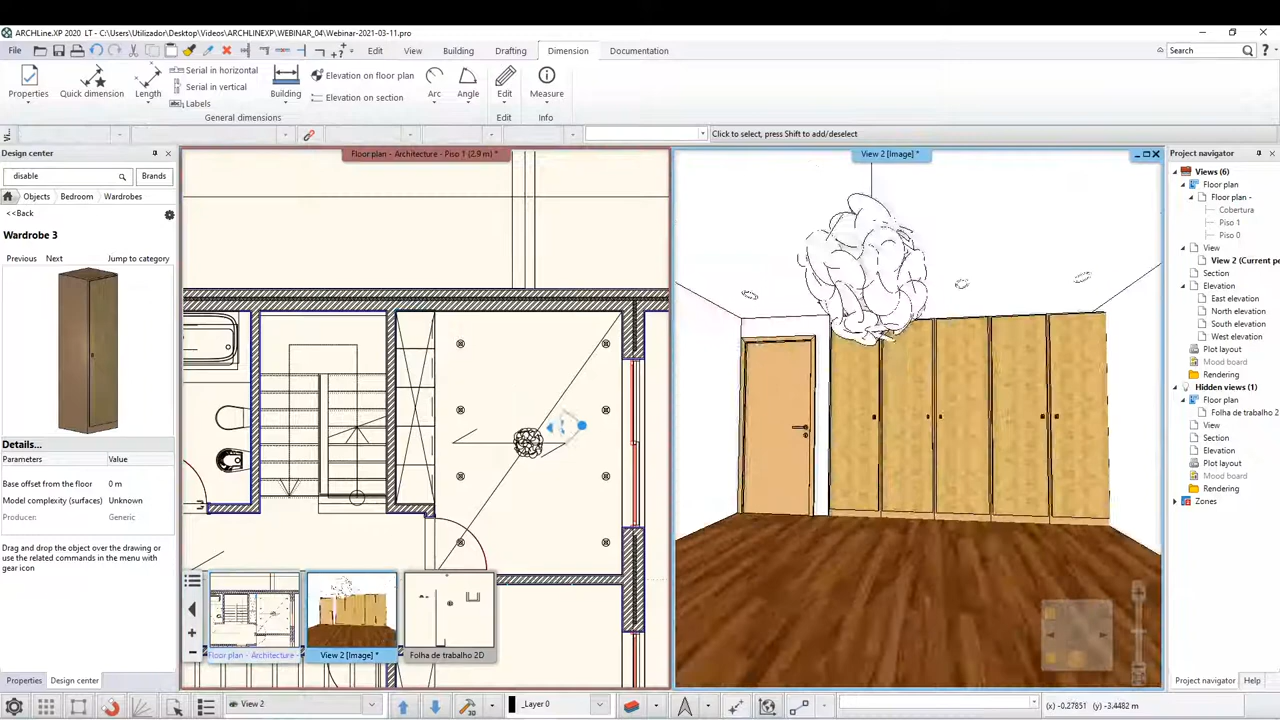 ARCHLine.XP 2020 LT - C:\Users\Utilizador\Desktop\Videos\ARCHLINEXP\WEBINAR_04\Webinar-2021-03-11.pro
File Edit View Building Drafting Dimension Documentation Search
Properties Quick dimension Length Serial in horizontal Serial in vertical Labels Building Elevation on floor plan Elevation on section Arc Angle Edit Measure
General dimensions Edit Info
Click to select, press Shift to add/deselect
Design center
disable Brands
Objects Bedroom Wardrobes
<<Back
Wardrobe 3
Previous Next Jump to category
Details...
Parameters Value
Base offset from the floor 0 m
Model complexity (surfaces) Unknown
Producer: Generic
Drag and drop the object over the drawing or
use the related commands in the menu with
gear icon
Properties Design center
Floor plan - Architecture - Piso 1 (2.9 m) *
View 2 [Image] *
Floor plan - Architecture -
View 2 [Image] *
Folha de trabalho 2D
Project navigator
Views (6)
Floor plan
Floor plan -
Cobertura
Piso 1
Piso 0
View
View 2 (Current pe
Section
Elevation
East elevation
North elevation
South elevation
West elevation
Plot layout
Mood board
Rendering
Hidden views (1)
Floor plan
Folha de trabalho 2
View
Section
Elevation
Plot layout
Mood board
Rendering
Zones
Project navigator Help
View 2 _Layer 0 (x) -0.27851 (y) -3.4482 m)